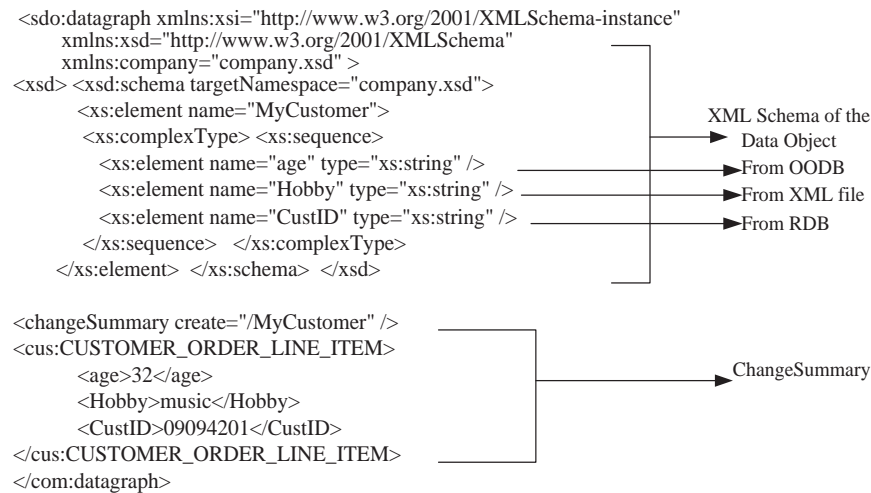 <sdo:datagraph xmlns:xsi="http://www.w3.org/2001/XMLSchema-instance"
xmlns:xsd="http://www.w3.org/2001/XMLSchema"
xmlns:company="company.xsd" >
<xsd> <xsd:schema targetNamespace="company.xsd">
<xs:element name="MyCustomer">
<xs:complexType> <xs:sequence>
<xs:element name="age" type="xs:string" />
<xs:element name="Hobby" type="xs:string" />
<xs:element name="CustID" type="xs:string" />
</xs:sequence> </xs:complexType>
</xs:element> </xs:schema> </xsd>
XML Schema of the
Data Object
From OODB
From XML file
From RDB
<changeSummary create="/MyCustomer" />
<cus:CUSTOMER_ORDER_LINE_ITEM>
<age>32</age>
<Hobby>music</Hobby>
<CustID>09094201</CustID>
</cus:CUSTOMER_ORDER_LINE_ITEM>
</com:datagraph>
ChangeSummary